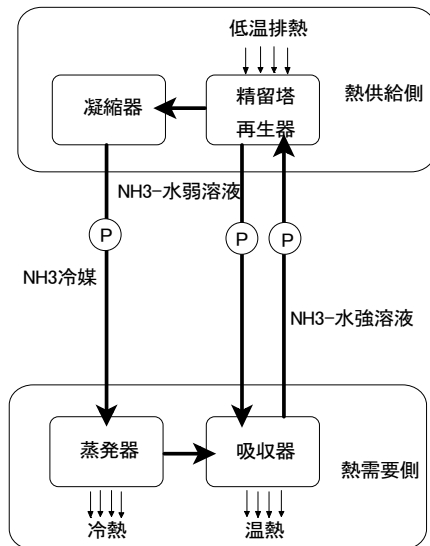 低温排熱
凝縮器
精留塔
再生器
熱供給側
NH3-水弱溶液
P
P
P
NH3冷媒
NH3-水強溶液
蒸発器
吸収器
熱需要側
冷熱
温熱